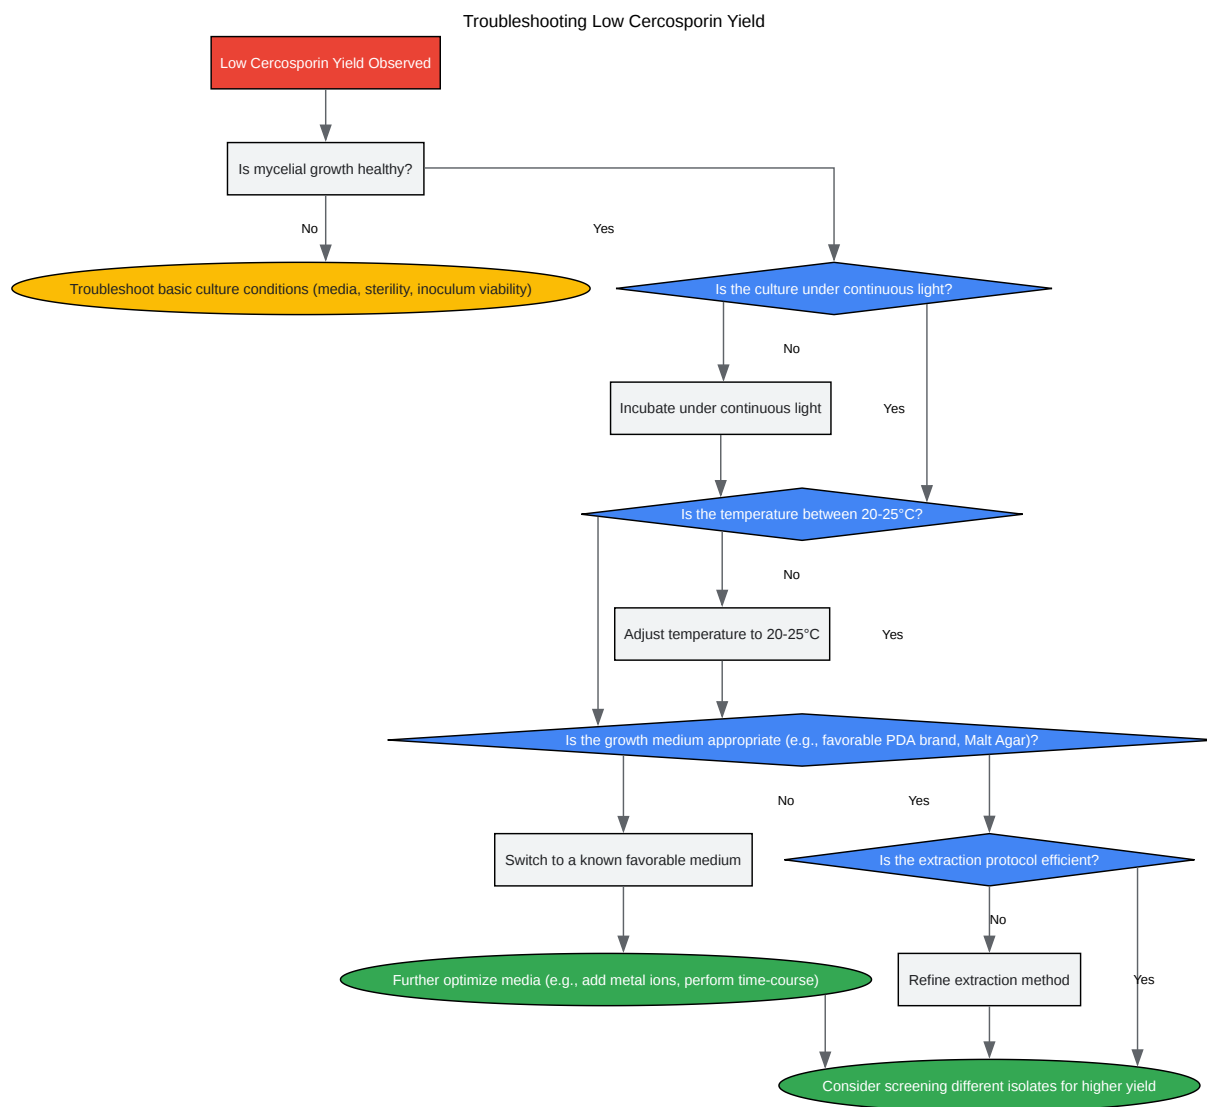 Troubleshooting Low Cercosporin Yield
Low Cercosporin Yield Observed
Is mycelial growth healthy?
No
Yes
Troubleshoot basic culture conditions (media, sterility, inoculum viability)
Is the culture under continuous light?
No
Incubate under continuous light
Yes
Is the temperature between 20-25°C?
No
Adjust temperature to 20-25°C
Yes
Is the growth medium appropriate (e.g., favorable PDA brand, Malt Agar)?
No
Yes
Switch to a known favorable medium
Is the extraction protocol efficient?
No
Further optimize media (e.g., add metal ions, perform time-course)
Refine extraction method
Yes
Consider screening different isolates for higher yield